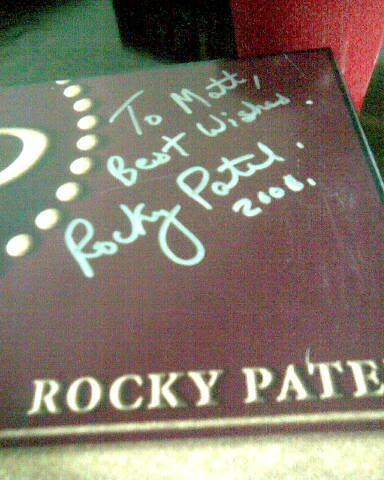 To Matt,
Best Wishes.
Rocky Patel.
2008.
ROCKY PATE